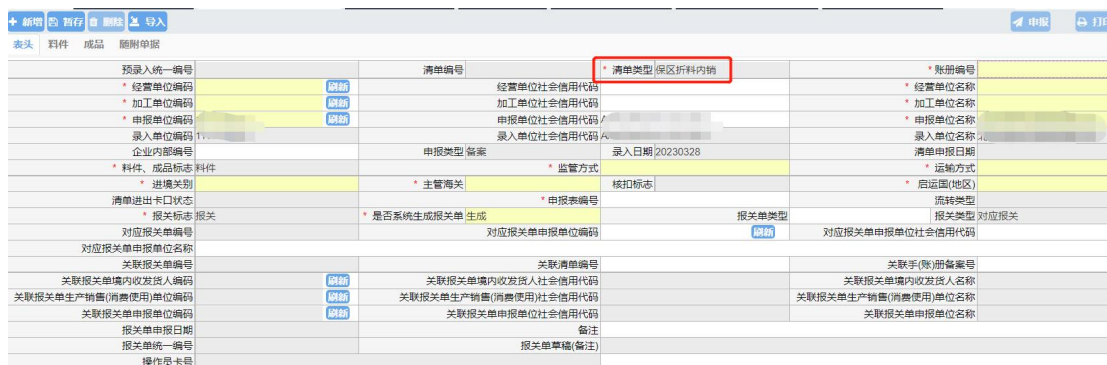 + 新增 暂存 删除 导入 申报 打印
表头 料件 成品 随附单据
预录入统一编号 清单编号 * 清单类型 保区折料内销 * 账册编号
* 经营单位编码 刷新 经营单位社会信用代码 * 经营单位名称
* 加工单位编码 刷新 加工单位社会信用代码 * 加工单位名称
* 申报单位编码 刷新 申报单位社会信用代码 * 申报单位名称
录入单位编码 录入单位社会信用代码 录入单位名称
企业内部编号 申报类型 备案 录入日期 20230328 清单申报日期
* 料件、成品标志 料件 * 监管方式 * 运输方式
* 进境关别 * 主管海关 核扣标志 * 启运国(地区)
清单进出卡口状态 * 申报表编号 流转类型
* 报关标志 报关 * 是否系统生成报关单 生成 报关单类型 报关类型 对应报关
对应报关单编号 对应报关单申报单位编码 刷新 对应报关单申报单位社会信用代码
对应报关单申报单位名称
关联报关单编号 关联清单编号 关联手(账)册备案号
关联报关单境内收发货人编码 刷新 关联报关单境内收发货人社会信用代码 关联报关单境内收发货人名称
关联报关单生产销售(消费使用)单位编码 刷新 关联报关单生产销售(消费使用)社会信用代码 关联报关单生产销售(消费使用)单位名称
关联报关单申报单位编码 刷新 关联报关单申报单位社会信用代码 关联报关单申报单位名称
报关单申报日期 备注
报关单统一编号 报关单草稿(备注)
操作员卡号